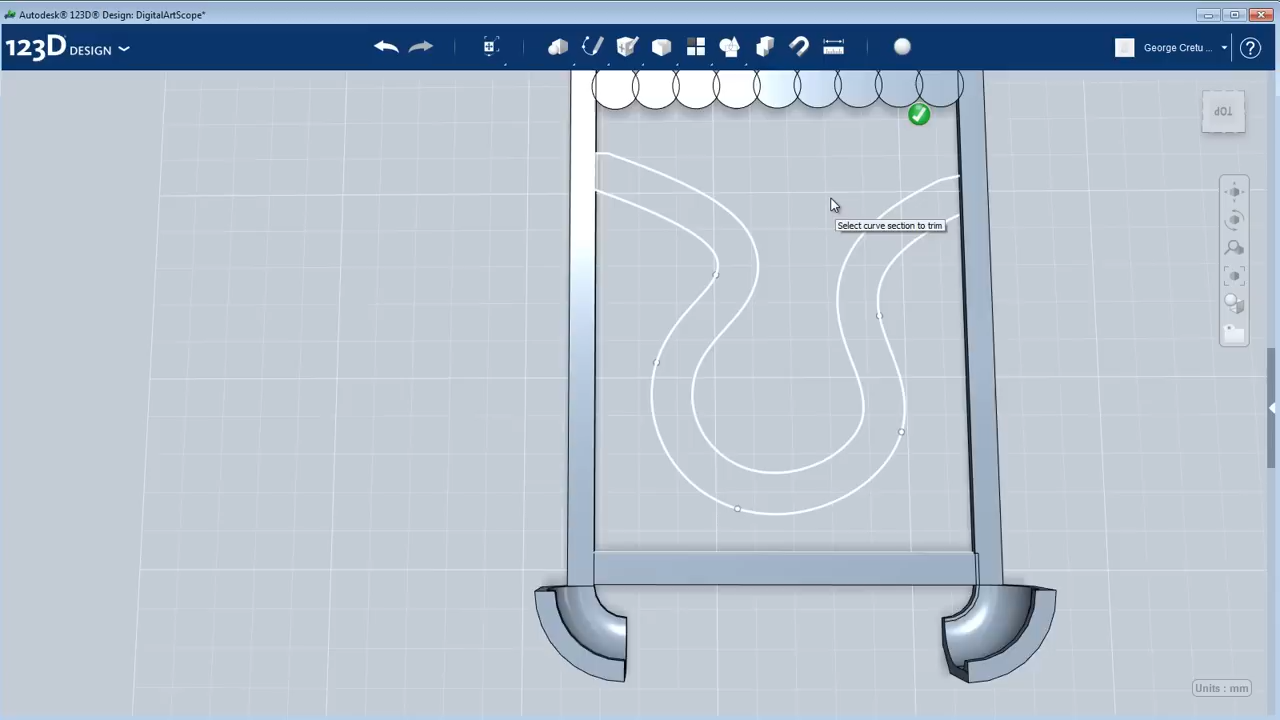 Autodesk® 123D® Design: DigitalArtScope*
123D DESIGN
George Cretu ...
?
TOP
Select curve section to trim
Units : mm